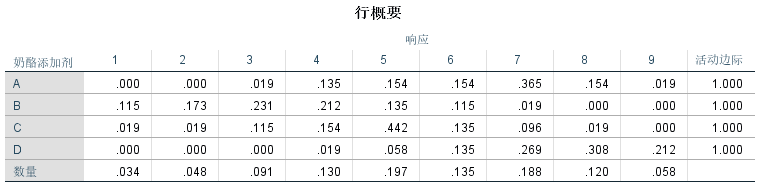 行概要
响应
奶酪添加剂 1 2 3 4 5 6 7 8 9 活动边际
A .000 .000 .019 .135 .154 .154 .365 .154 .019 1.000
B .115 .173 .231 .212 .135 .115 .019 .000 .000 1.000
C .019 .019 .115 .154 .442 .135 .096 .019 .000 1.000
D .000 .000 .000 .019 .058 .135 .269 .308 .212 1.000
数量 .034 .048 .091 .130 .197 .135 .188 .120 .058